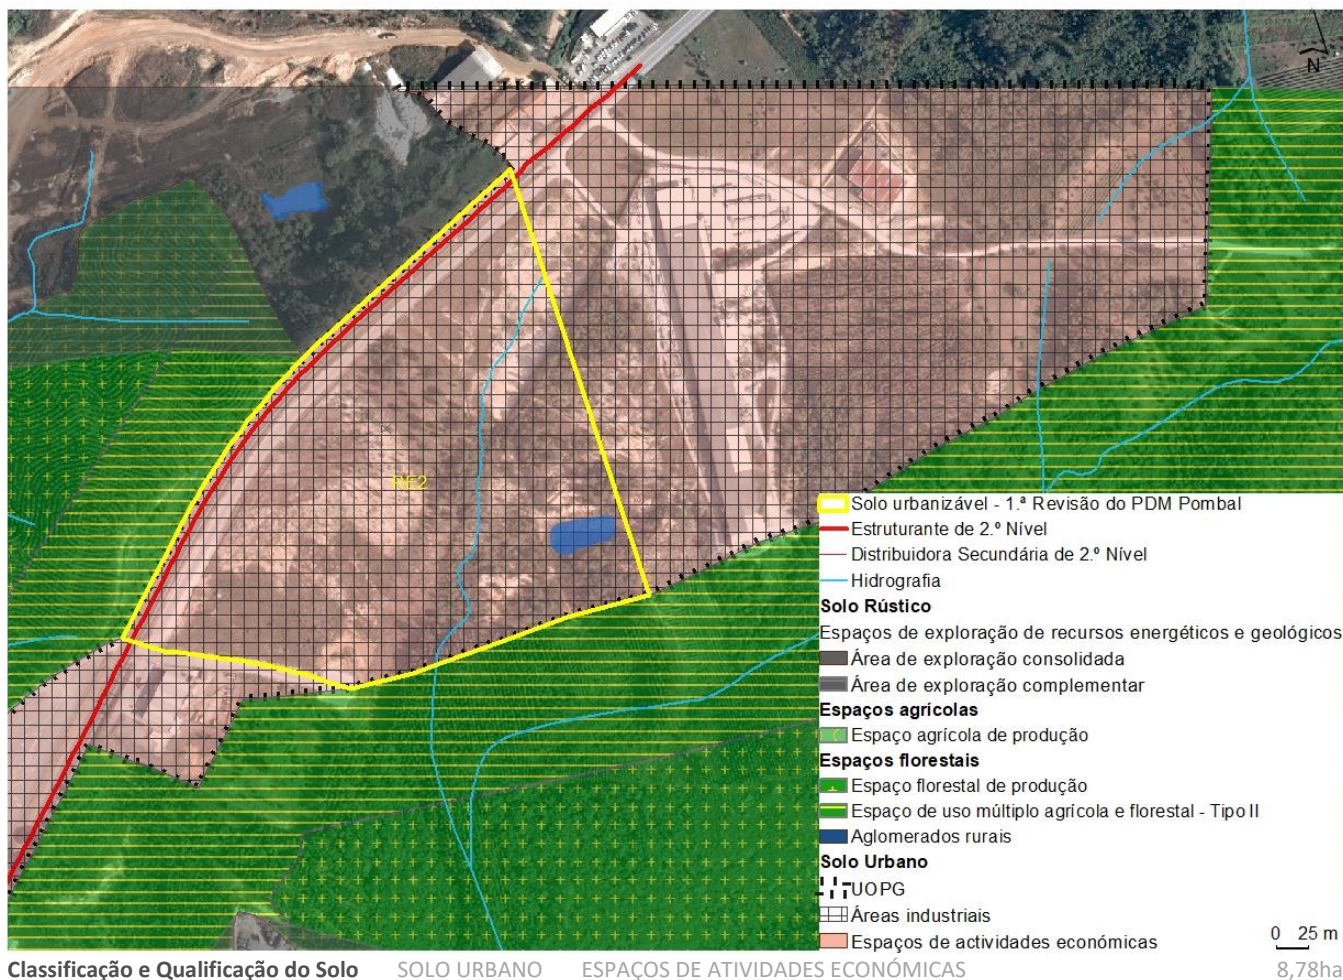 N
RE2
Solo urbanizável - 1.ª Revisão do PDM Pombal
Estruturante de 2.º Nível
Distribuidora Secundária de 2.º Nível
Hidrografia
Solo Rústico
Espaços de exploração de recursos energéticos e geológicos
Área de exploração consolidada
Área de exploração complementar
Espaços agrícolas
Espaço agrícola de produção
Espaços florestais
Espaço florestal de produção
Espaço de uso múltiplo agrícola e florestal - Tipo II
Aglomerados rurais
Solo Urbano
UOPG
Áreas industriais
Espaços de actividades económicas
0 25 m
Classificação e Qualificação do Solo SOLO URBANO ESPAÇOS DE ATIVIDADES ECONÓMICAS 8,78ha